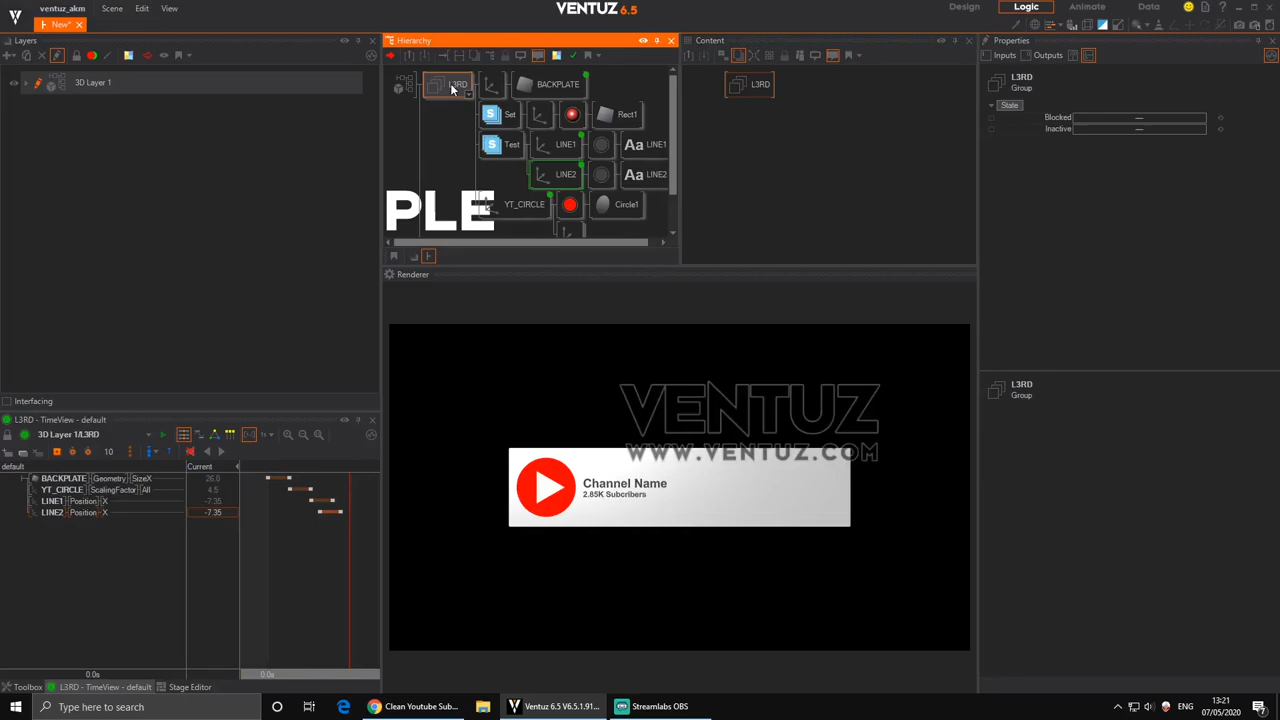 VENTUZ 6.5
ventuz_akm
Scene
Edit
View
Design
Logic
Animate
Data
New*
Layers
3D Layer 1
Hierarchy
L3RD
BACKPLATE
Set
Rect1
Test
LINE1
Aa LINE1
LINE2
Aa LINE2
YT_CIRCLE
Circle1
PLE
Content
L3RD
Properties
Inputs
Outputs
L3RD
Group
State
Blocked
Inactive
L3RD
Group
Renderer
VENTUZ
WWW.VENTUZ.COM
Channel Name
2.85K Subcribers
Interfacing
L3RD - TimeView - default
3D Layer 1/L3RD
10
default
Current
BACKPLATE [Geometry] SizeX 26.0
YT_CIRCLE [ScalingFactor] All 4.5
LINE1 [Position] X -7.35
LINE2 [Position] X -7.35
0.0s
0.0s
Toolbox
L3RD - TimeView - default
Stage Editor
Type here to search
Clean Youtube Sub...
Ventuz 6.5 V6.5.1.91...
Streamlabs OBS
ENG
13:21
07/05/2020